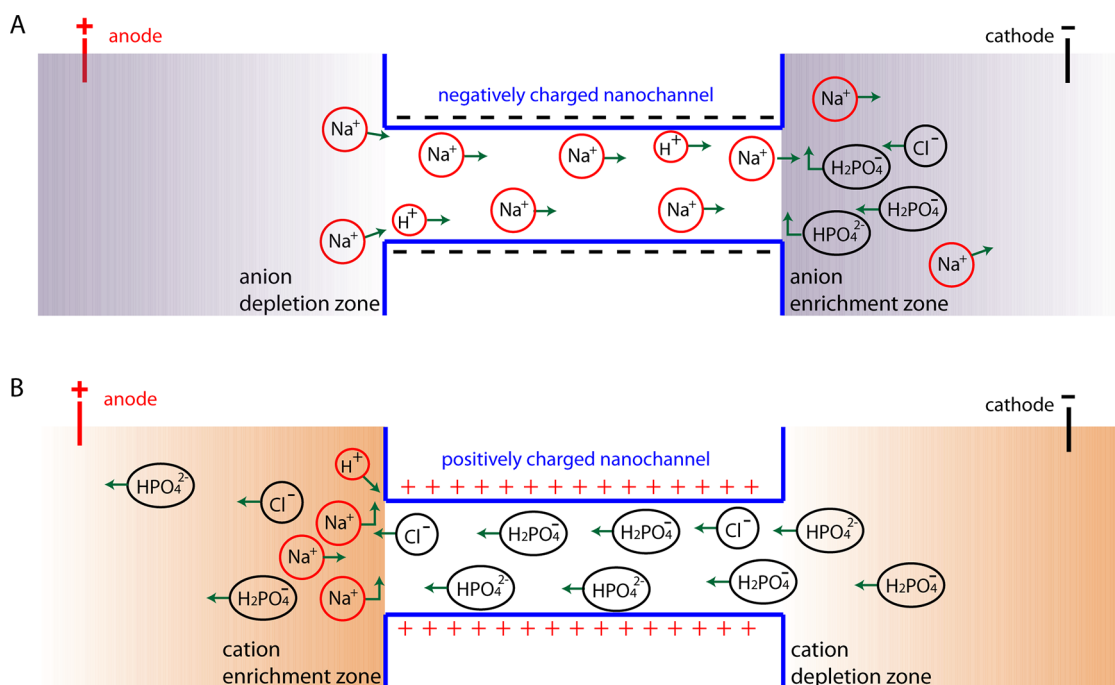 A
+
anode
cathode
−
negatively charged nanochannel
− − − − − − − − − − − − −
Na⁺
Na⁺
Na⁺
Na⁺
H⁺
Na⁺
Cl⁻
H₂PO₄⁻
H₂PO₄⁻
Na⁺
H⁺
Na⁺
Na⁺
HPO₄²⁻
Na⁺
− − − − − − − − − − − − −
anion
depletion zone
anion
enrichment zone
B
+
anode
cathode
−
positively charged nanochannel
+ + + + + + + + + + + + +
HPO₄²⁻
Cl⁻
H⁺
Na⁺
Cl⁻
H₂PO₄⁻
H₂PO₄⁻
Cl⁻
HPO₄²⁻
Na⁺
H₂PO₄⁻
Na⁺
HPO₄²⁻
HPO₄²⁻
H₂PO₄⁻
H₂PO₄⁻
+ + + + + + + + + + + + +
cation
enrichment zone
cation
depletion zone